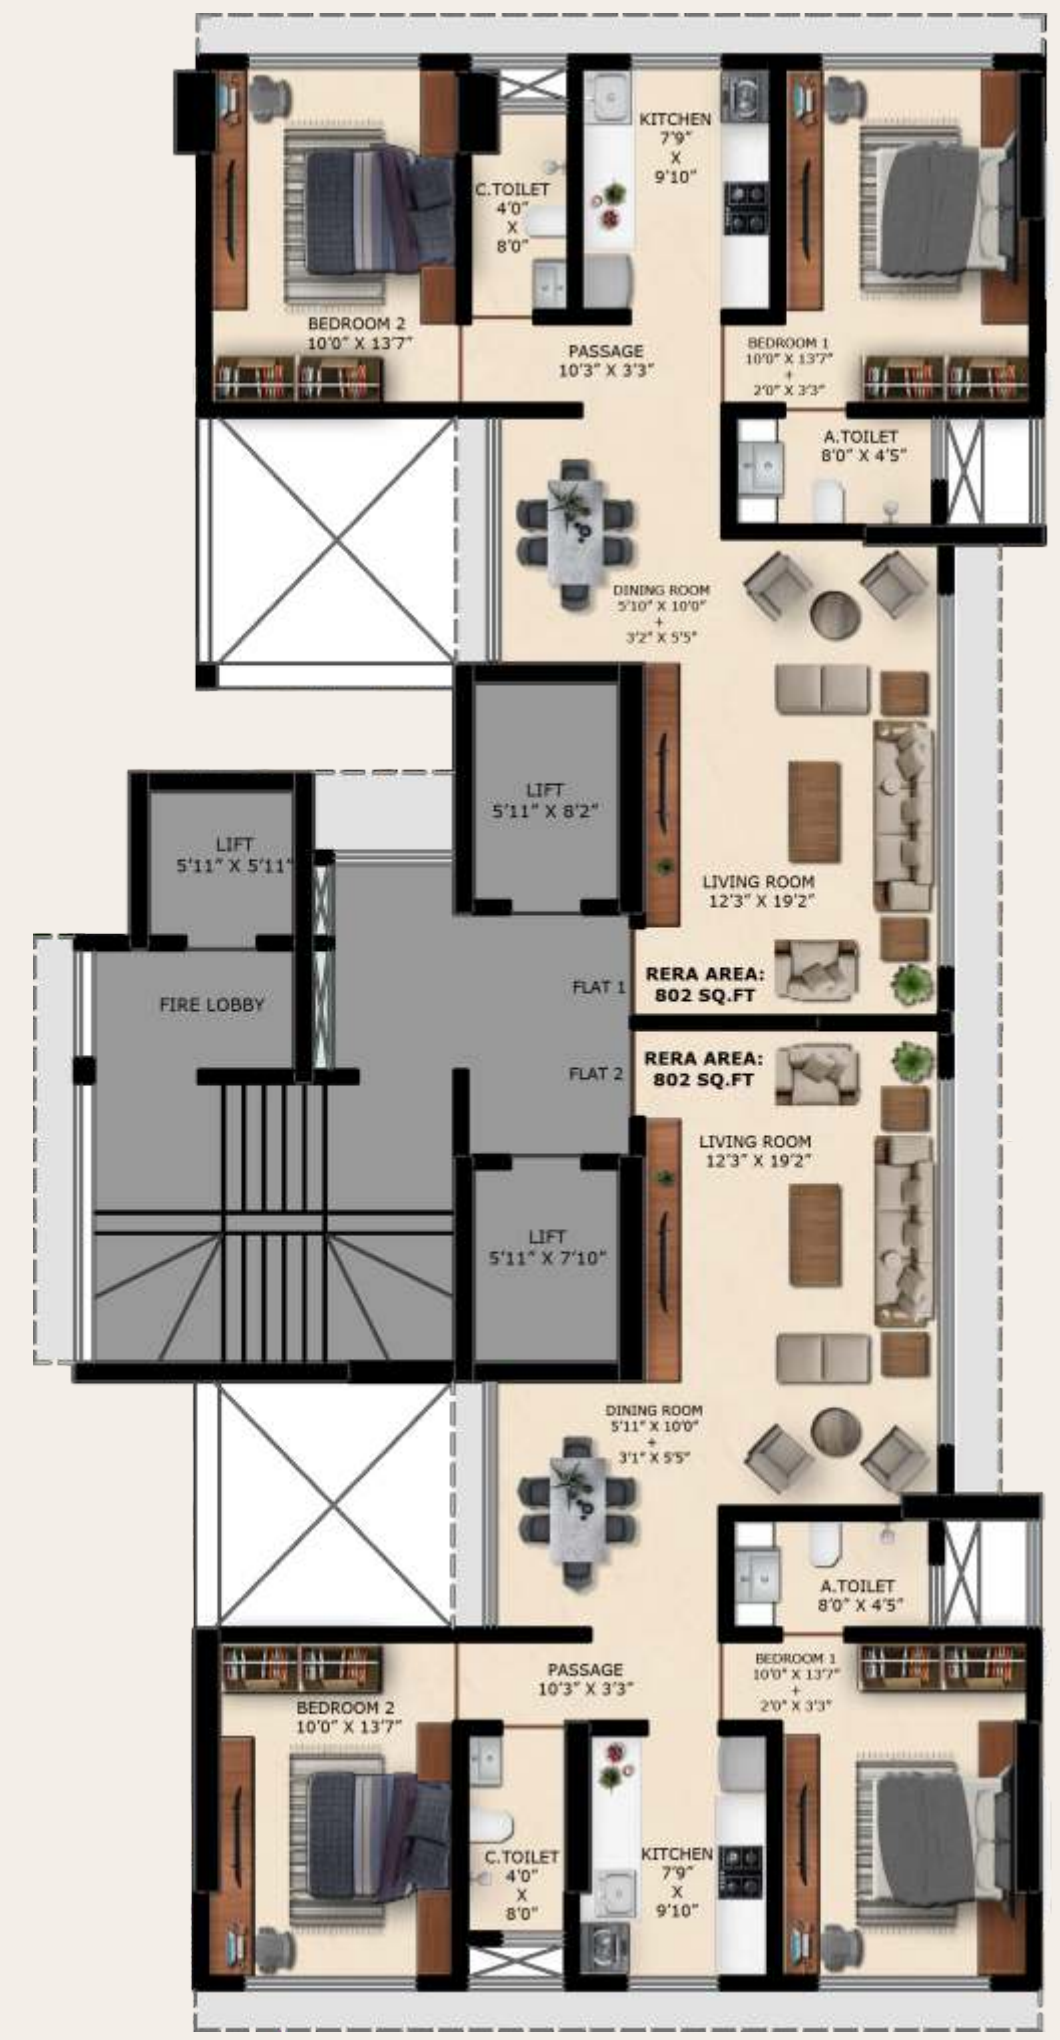 KITCHEN
7'9"
X
9'10"
C.TOILET
4'0"
X
8'0"
BEDROOM 2
10'0" X 13'7"
PASSAGE
10'3" X 3'3"
BEDROOM 1
10'0" X 13'7"
+
2'0" X 3'3"
A.TOILET
8'0" X 4'5"
DINING ROOM
5'10" X 10'0"
+
3'2" X 5'5"
LIFT
5'11" X 8'2"
LIFT
5'11" X 5'11"
LIVING ROOM
12'3" X 19'2"
FIRE LOBBY
FLAT 1
RERA AREA:
802 SQ.FT
FLAT 2
RERA AREA:
802 SQ.FT
LIVING ROOM
12'3" X 19'2"
LIFT
5'11" X 7'10"
DINING ROOM
5'11" X 10'0"
+
3'1" X 5'5"
A.TOILET
8'0" X 4'5"
PASSAGE
10'3" X 3'3"
BEDROOM 1
10'0" X 13'7"
+
2'0" X 3'3"
BEDROOM 2
10'0" X 13'7"
C.TOILET
4'0"
X
8'0"
KITCHEN
7'9"
X
9'10"